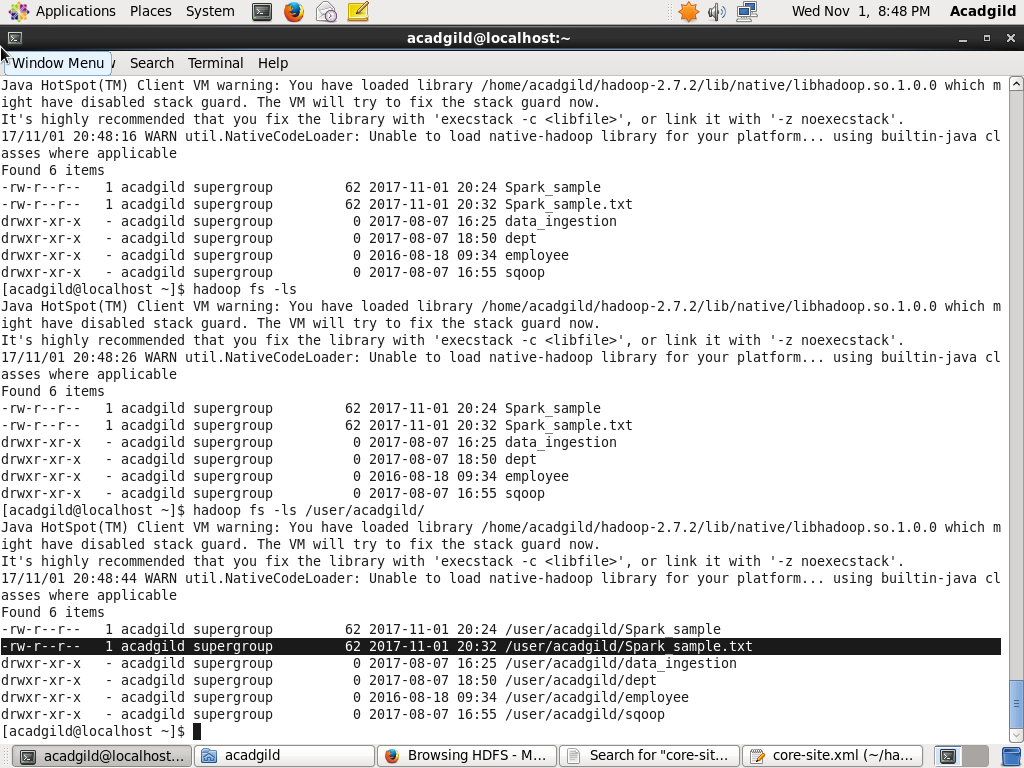 Applications Places System Wed Nov 1, 8:48 PM Acadgild
acadgild@localhost:~
Window Menu Search Terminal Help
Java HotSpot(TM) Client VM warning: You have loaded library /home/acadgild/hadoop-2.7.2/lib/native/libhadoop.so.1.0.0 which m
ight have disabled stack guard. The VM will try to fix the stack guard now.
It's highly recommended that you fix the library with 'execstack -c <libfile>', or link it with '-z noexecstack'.
17/11/01 20:48:16 WARN util.NativeCodeLoader: Unable to load native-hadoop library for your platform... using builtin-java cl
asses where applicable
Found 6 items
-rw-r--r--   1 acadgild supergroup         62 2017-11-01 20:24 Spark_sample
-rw-r--r--   1 acadgild supergroup         62 2017-11-01 20:32 Spark_sample.txt
drwxr-xr-x   - acadgild supergroup          0 2017-08-07 16:25 data_ingestion
drwxr-xr-x   - acadgild supergroup          0 2017-08-07 18:50 dept
drwxr-xr-x   - acadgild supergroup          0 2016-08-18 09:34 employee
drwxr-xr-x   - acadgild supergroup          0 2017-08-07 16:55 sqoop
[acadgild@localhost ~]$ hadoop fs -ls
Java HotSpot(TM) Client VM warning: You have loaded library /home/acadgild/hadoop-2.7.2/lib/native/libhadoop.so.1.0.0 which m
ight have disabled stack guard. The VM will try to fix the stack guard now.
It's highly recommended that you fix the library with 'execstack -c <libfile>', or link it with '-z noexecstack'.
17/11/01 20:48:26 WARN util.NativeCodeLoader: Unable to load native-hadoop library for your platform... using builtin-java cl
asses where applicable
Found 6 items
-rw-r--r--   1 acadgild supergroup         62 2017-11-01 20:24 Spark_sample
-rw-r--r--   1 acadgild supergroup         62 2017-11-01 20:32 Spark_sample.txt
drwxr-xr-x   - acadgild supergroup          0 2017-08-07 16:25 data_ingestion
drwxr-xr-x   - acadgild supergroup          0 2017-08-07 18:50 dept
drwxr-xr-x   - acadgild supergroup          0 2016-08-18 09:34 employee
drwxr-xr-x   - acadgild supergroup          0 2017-08-07 16:55 sqoop
[acadgild@localhost ~]$ hadoop fs -ls /user/acadgild/
Java HotSpot(TM) Client VM warning: You have loaded library /home/acadgild/hadoop-2.7.2/lib/native/libhadoop.so.1.0.0 which m
ight have disabled stack guard. The VM will try to fix the stack guard now.
It's highly recommended that you fix the library with 'execstack -c <libfile>', or link it with '-z noexecstack'.
17/11/01 20:48:44 WARN util.NativeCodeLoader: Unable to load native-hadoop library for your platform... using builtin-java cl
asses where applicable
Found 6 items
-rw-r--r--   1 acadgild supergroup         62 2017-11-01 20:24 /user/acadgild/Spark_sample
-rw-r--r--   1 acadgild supergroup         62 2017-11-01 20:32 /user/acadgild/Spark_sample.txt
drwxr-xr-x   - acadgild supergroup          0 2017-08-07 16:25 /user/acadgild/data_ingestion
drwxr-xr-x   - acadgild supergroup          0 2017-08-07 18:50 /user/acadgild/dept
drwxr-xr-x   - acadgild supergroup          0 2016-08-18 09:34 /user/acadgild/employee
drwxr-xr-x   - acadgild supergroup          0 2017-08-07 16:55 /user/acadgild/sqoop
[acadgild@localhost ~]$
acadgild@localhost:... acadgild Browsing HDFS - M... Search for "core-sit... core-site.xml (~/ha...